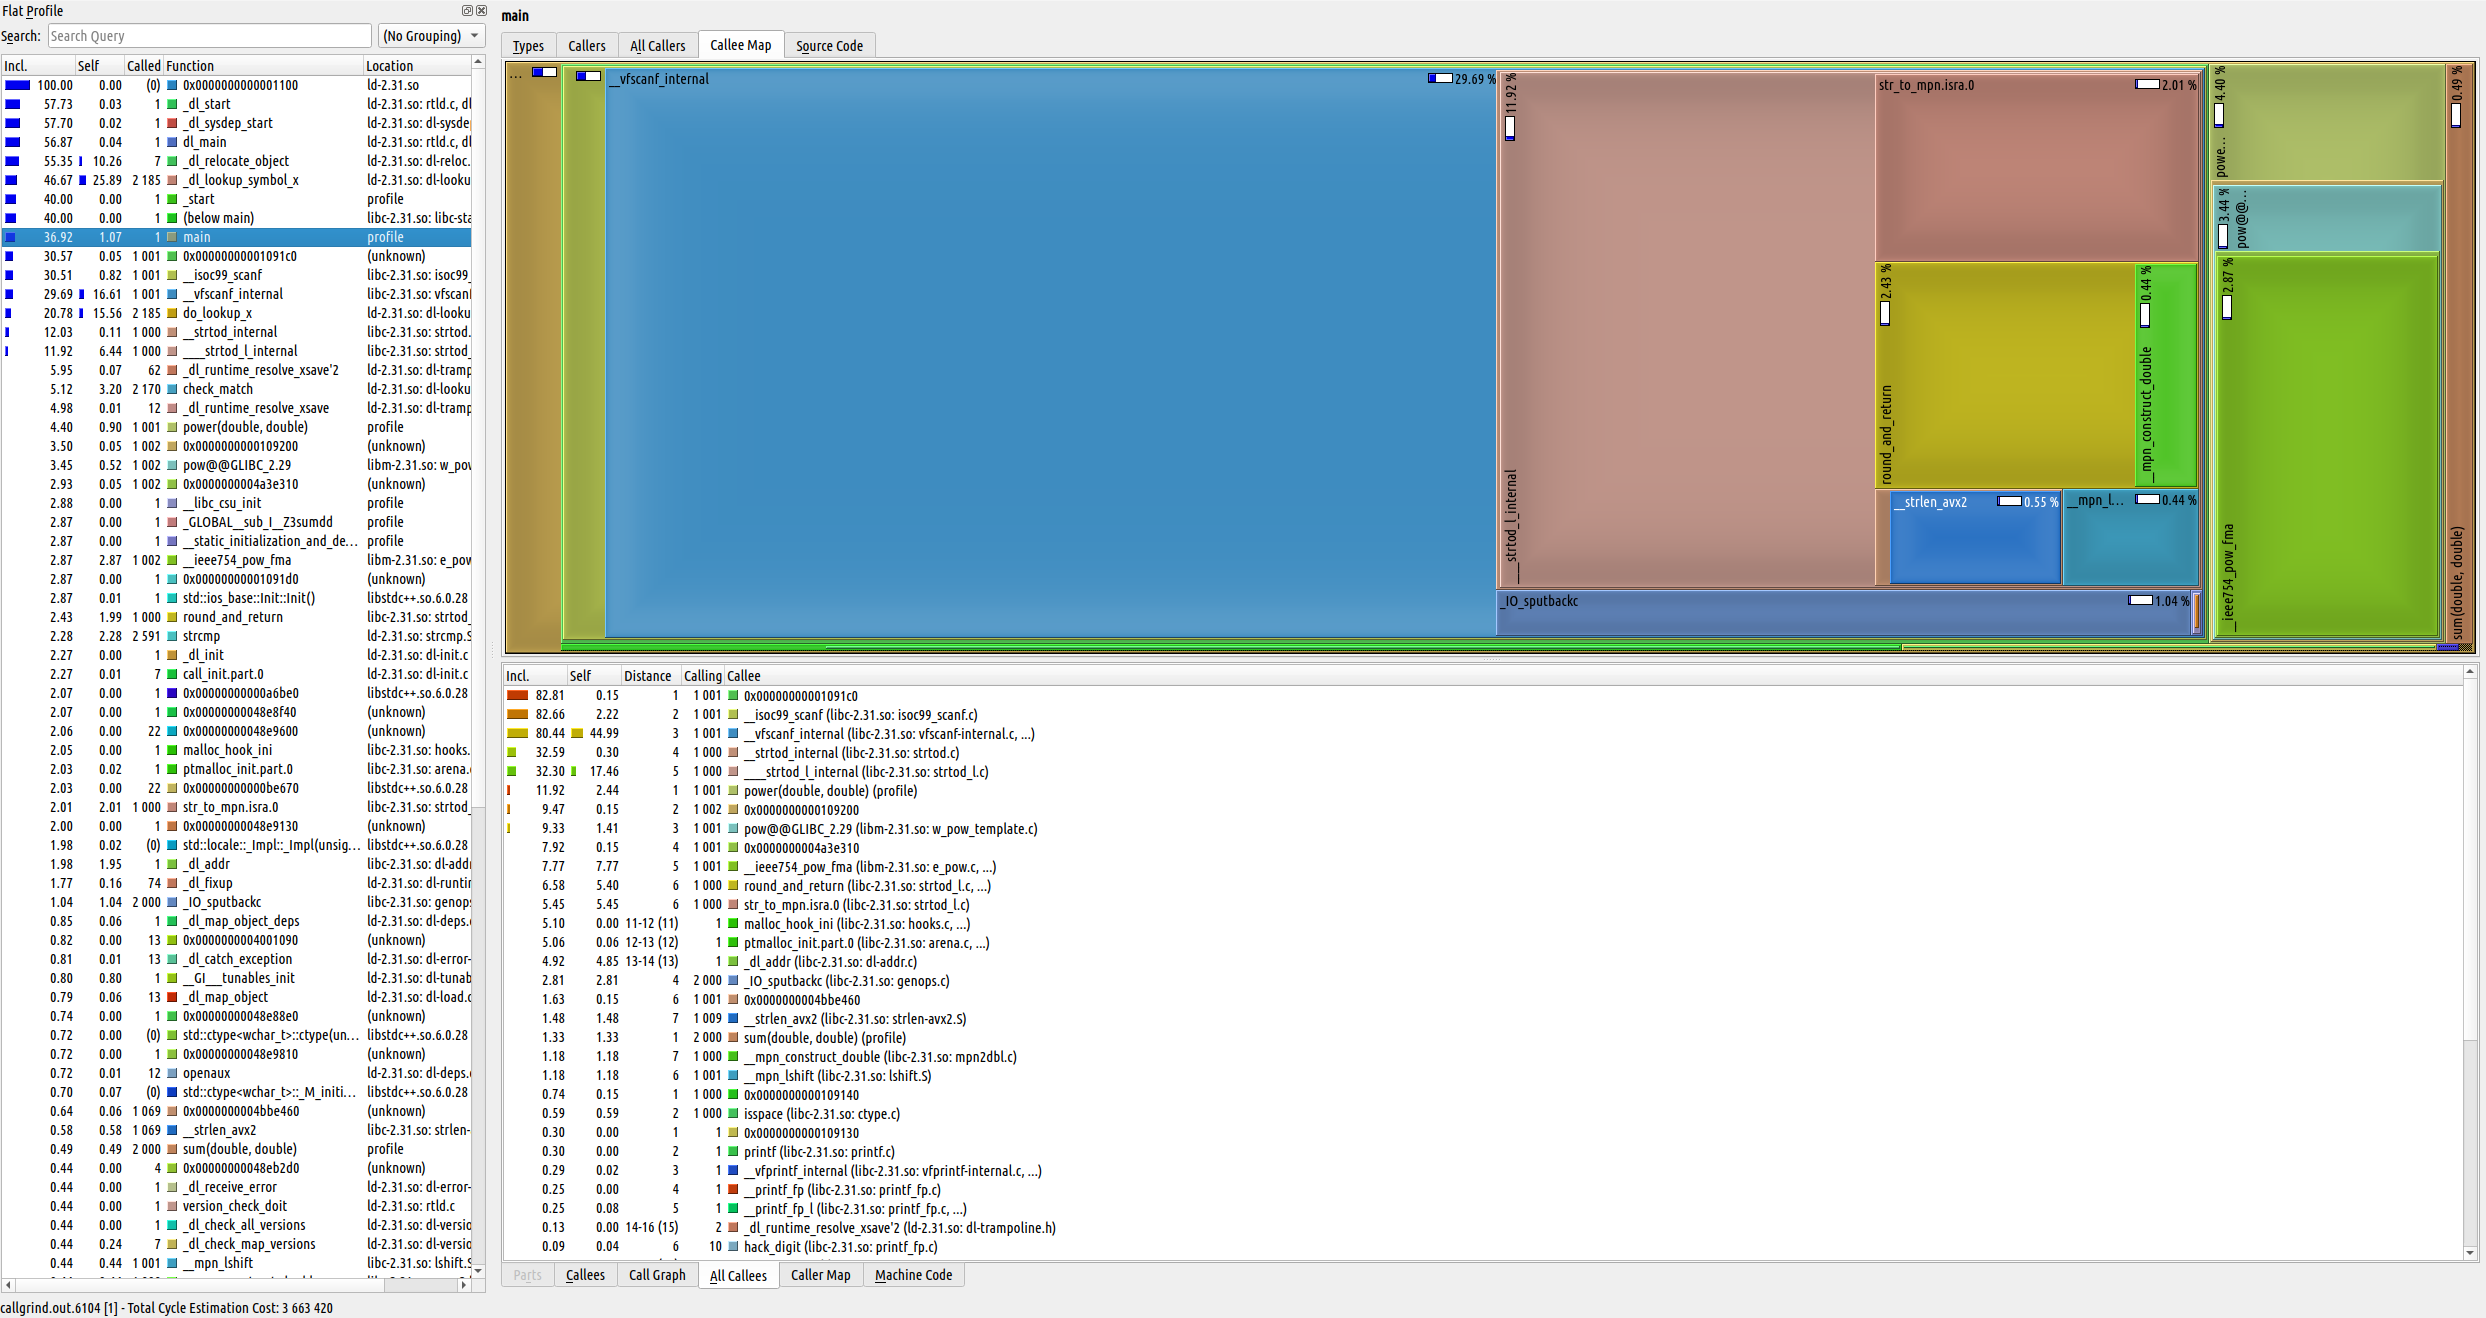 Flat Profile
Search: Search Query (No Grouping)
Incl. Self Called Function Location
100.00 0.00 (0) 0x0000000000001100 ld-2.31.so
57.73 0.03 1 _dl_start ld-2.31.so: rtld.c, dl
57.70 0.02 1 _dl_sysdep_start ld-2.31.so: dl-sysde
56.87 0.04 1 dl_main ld-2.31.so: rtld.c, dl
55.35 10.26 7 _dl_relocate_object ld-2.31.so: dl-reloc.
46.67 25.89 2 185 _dl_lookup_symbol_x ld-2.31.so: dl-looku
40.00 0.00 1 _start profile
40.00 0.00 1 (below main) libc-2.31.so: libc-sta
36.92 1.07 1 main profile
30.57 0.05 1 001 0x00000000001091c0 (unknown)
30.51 0.82 1 001 __isoc99_scanf libc-2.31.so: isoc99_
29.69 16.61 1 001 __vfscanf_internal libc-2.31.so: vfscanf
20.78 15.56 2 185 do_lookup_x ld-2.31.so: dl-looku
12.03 0.11 1 000 __strtod_internal libc-2.31.so: strtod.
11.92 6.44 1 000 ____strtod_l_internal libc-2.31.so: strtod_
5.95 0.07 62 _dl_runtime_resolve_xsave'2 ld-2.31.so: dl-tramp
5.12 3.20 2 170 check_match ld-2.31.so: dl-looku
4.98 0.01 12 _dl_runtime_resolve_xsave ld-2.31.so: dl-tramp
4.40 0.90 1 001 power(double, double) profile
3.50 0.05 1 002 0x0000000000109200 (unknown)
3.45 0.52 1 002 pow@@GLIBC_2.29 libm-2.31.so: w_pow
2.93 0.05 1 002 0x0000000004a3e310 (unknown)
2.88 0.00 1 __libc_csu_init profile
2.87 0.00 1 _GLOBAL__sub_I__Z3sumdd profile
2.87 0.00 1 __static_initialization_and_de... profile
2.87 2.87 1 002 __ieee754_pow_fma libm-2.31.so: e_pow
2.87 0.00 1 0x00000000001091d0 (unknown)
2.87 0.01 1 std::ios_base::Init::Init() libstdc++.so.6.0.28
2.43 1.99 1 000 round_and_return libc-2.31.so: strtod_
2.28 2.28 2 591 strcmp ld-2.31.so: strcmp.S
2.27 0.00 1 _dl_init ld-2.31.so: dl-init.c
2.27 0.01 7 call_init.part.0 ld-2.31.so: dl-init.c
2.07 0.00 1 0x00000000000a6be0 libstdc++.so.6.0.28
2.07 0.00 1 0x00000000048e8f40 (unknown)
2.06 0.00 22 0x00000000048e9600 (unknown)
2.05 0.00 1 malloc_hook_ini libc-2.31.so: hooks.
2.03 0.02 1 ptmalloc_init.part.0 libc-2.31.so: arena.
2.03 0.00 22 0x00000000000be670 libstdc++.so.6.0.28
2.01 2.01 1 000 str_to_mpn.isra.0 libc-2.31.so: strtod_
2.00 0.00 1 0x00000000048e9130 (unknown)
1.98 0.02 (0) std::locale::_Impl::_Impl(unsig... libstdc++.so.6.0.28
1.98 1.95 1 _dl_addr libc-2.31.so: dl-addr
1.77 0.16 74 _dl_fixup ld-2.31.so: dl-runtir
1.04 1.04 2 000 _IO_sputbackc libc-2.31.so: genops
0.85 0.06 1 _dl_map_object_deps ld-2.31.so: dl-deps.
0.82 0.00 13 0x0000000004001090 (unknown)
0.81 0.01 13 _dl_catch_exception ld-2.31.so: dl-error-
0.80 0.80 1 __GI___tunables_init ld-2.31.so: dl-tunab
0.79 0.06 13 _dl_map_object ld-2.31.so: dl-load.c
0.74 0.00 1 0x00000000048e88e0 (unknown)
0.72 0.00 (0) std::ctype<wchar_t>::ctype(un... libstdc++.so.6.0.28
0.72 0.00 1 0x00000000048e9810 (unknown)
0.72 0.01 12 openaux ld-2.31.so: dl-deps.
0.70 0.07 (0) std::ctype<wchar_t>::_M_initi... libstdc++.so.6.0.28
0.64 0.06 1 069 0x0000000004bbe460 (unknown)
0.58 0.58 1 069 __strlen_avx2 libc-2.31.so: strlen-
0.49 0.49 2 000 sum(double, double) profile
0.44 0.00 4 0x00000000048eb2d0 (unknown)
0.44 0.00 1 _dl_receive_error ld-2.31.so: dl-error-
0.44 0.00 1 version_check_doit ld-2.31.so: rtld.c
0.44 0.00 1 _dl_check_all_versions ld-2.31.so: dl-versio
0.44 0.24 7 _dl_check_map_versions ld-2.31.so: dl-versio
0.44 0.44 1 001 __mpn_lshift libc-2.31.so: lshift.S
callgrind.out.6104 [1] - Total Cycle Estimation Cost: 3 663 420
main
Types Callers All Callers Callee Map Source Code
...
__vfscanf_internal 29.69 %
____strtod_l_internal 11.92 %
str_to_mpn.isra.0 2.01 %
round_and_return 2.43 %
__mpn_construct_double 0.44 %
__strlen_avx2 0.55 %
__mpn_l... 0.44 %
_IO_sputbackc 1.04 %
powe... 4.40 %
pow@@... 3.44 %
__ieee754_pow_fma 2.87 %
sum(double, double) 0.49 %
Incl. Self Distance Calling Callee
82.81 0.15 1 1 001 0x00000000001091c0
82.66 2.22 2 1 001 __isoc99_scanf (libc-2.31.so: isoc99_scanf.c)
80.44 44.99 3 1 001 __vfscanf_internal (libc-2.31.so: vfscanf-internal.c, ...)
32.59 0.30 4 1 000 __strtod_internal (libc-2.31.so: strtod.c)
32.30 17.46 5 1 000 ____strtod_l_internal (libc-2.31.so: strtod_l.c)
11.92 2.44 1 1 001 power(double, double) (profile)
9.47 0.15 2 1 002 0x0000000000109200
9.33 1.41 3 1 001 pow@@GLIBC_2.29 (libm-2.31.so: w_pow_template.c)
7.92 0.15 4 1 001 0x0000000004a3e310
7.77 7.77 5 1 001 __ieee754_pow_fma (libm-2.31.so: e_pow.c, ...)
6.58 5.40 6 1 000 round_and_return (libc-2.31.so: strtod_l.c, ...)
5.45 5.45 6 1 000 str_to_mpn.isra.0 (libc-2.31.so: strtod_l.c)
5.10 0.00 11-12 (11) 1 malloc_hook_ini (libc-2.31.so: hooks.c, ...)
5.06 0.06 12-13 (12) 1 ptmalloc_init.part.0 (libc-2.31.so: arena.c, ...)
4.92 4.85 13-14 (13) 1 _dl_addr (libc-2.31.so: dl-addr.c)
2.81 2.81 4 2 000 _IO_sputbackc (libc-2.31.so: genops.c)
1.63 0.15 6 1 001 0x0000000004bbe460
1.48 1.48 7 1 009 __strlen_avx2 (libc-2.31.so: strlen-avx2.S)
1.33 1.33 1 2 000 sum(double, double) (profile)
1.18 1.18 7 1 000 __mpn_construct_double (libc-2.31.so: mpn2dbl.c)
1.18 1.18 6 1 001 __mpn_lshift (libc-2.31.so: lshift.S)
0.74 0.15 1 1 000 0x0000000000109140
0.59 0.59 2 1 000 isspace (libc-2.31.so: ctype.c)
0.30 0.00 1 1 0x0000000000109130
0.30 0.00 2 1 printf (libc-2.31.so: printf.c)
0.29 0.02 3 1 __vfprintf_internal (libc-2.31.so: vfprintf-internal.c, ...)
0.25 0.00 4 1 __printf_fp (libc-2.31.so: printf_fp.c)
0.25 0.08 5 1 __printf_fp_l (libc-2.31.so: printf_fp.c, ...)
0.13 0.00 14-16 (15) 2 _dl_runtime_resolve_xsave'2 (ld-2.31.so: dl-trampoline.h)
0.09 0.04 6 10 hack_digit (libc-2.31.so: printf_fp.c)
Parts Callees Call Graph All Callees Caller Map Machine Code